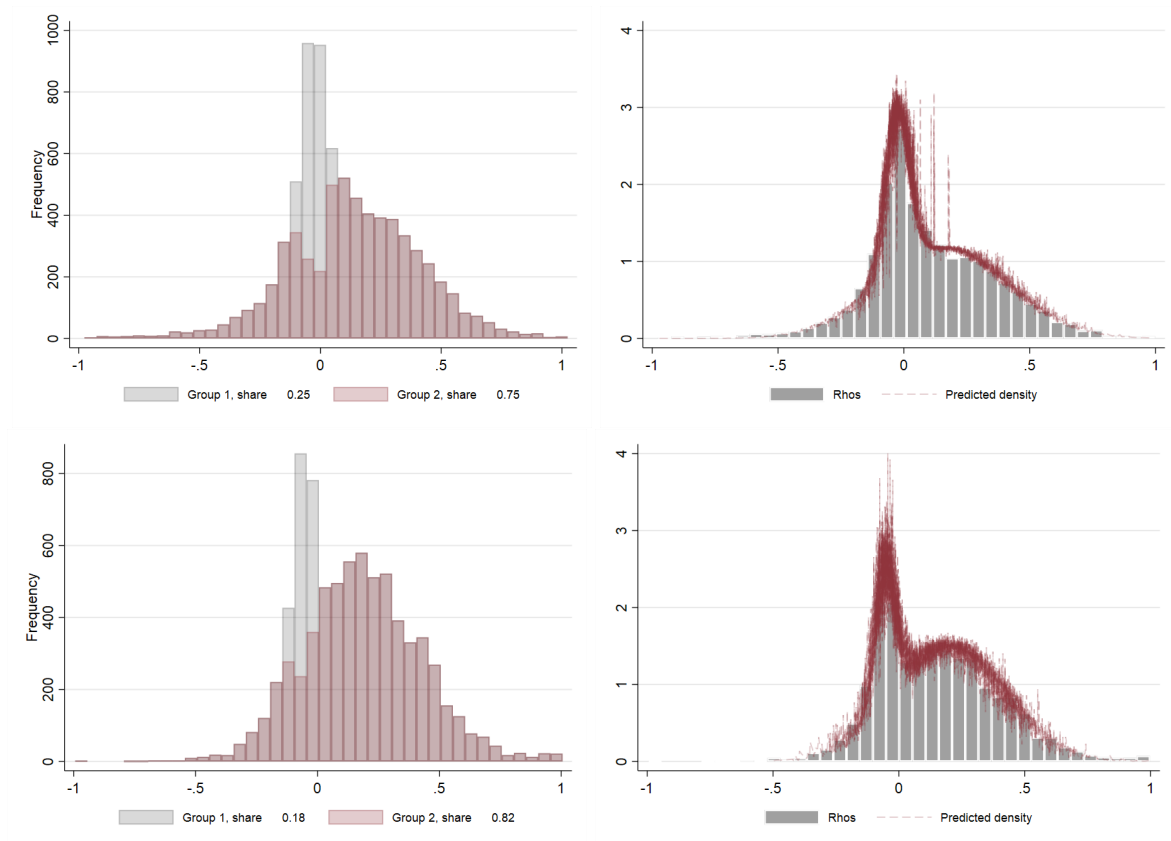 Frequency
1000
800
600
400
200
0
-1 -.5 0 .5 1
Group 1, share 0.25 Group 2, share 0.75
4
3
2
1
0
-1 -.5 0 .5 1
Rhos Predicted density
Frequency
800
600
400
200
0
-1 -.5 0 .5 1
Group 1, share 0.18 Group 2, share 0.82
4
3
2
1
0
-1 -.5 0 .5 1
Rhos Predicted density